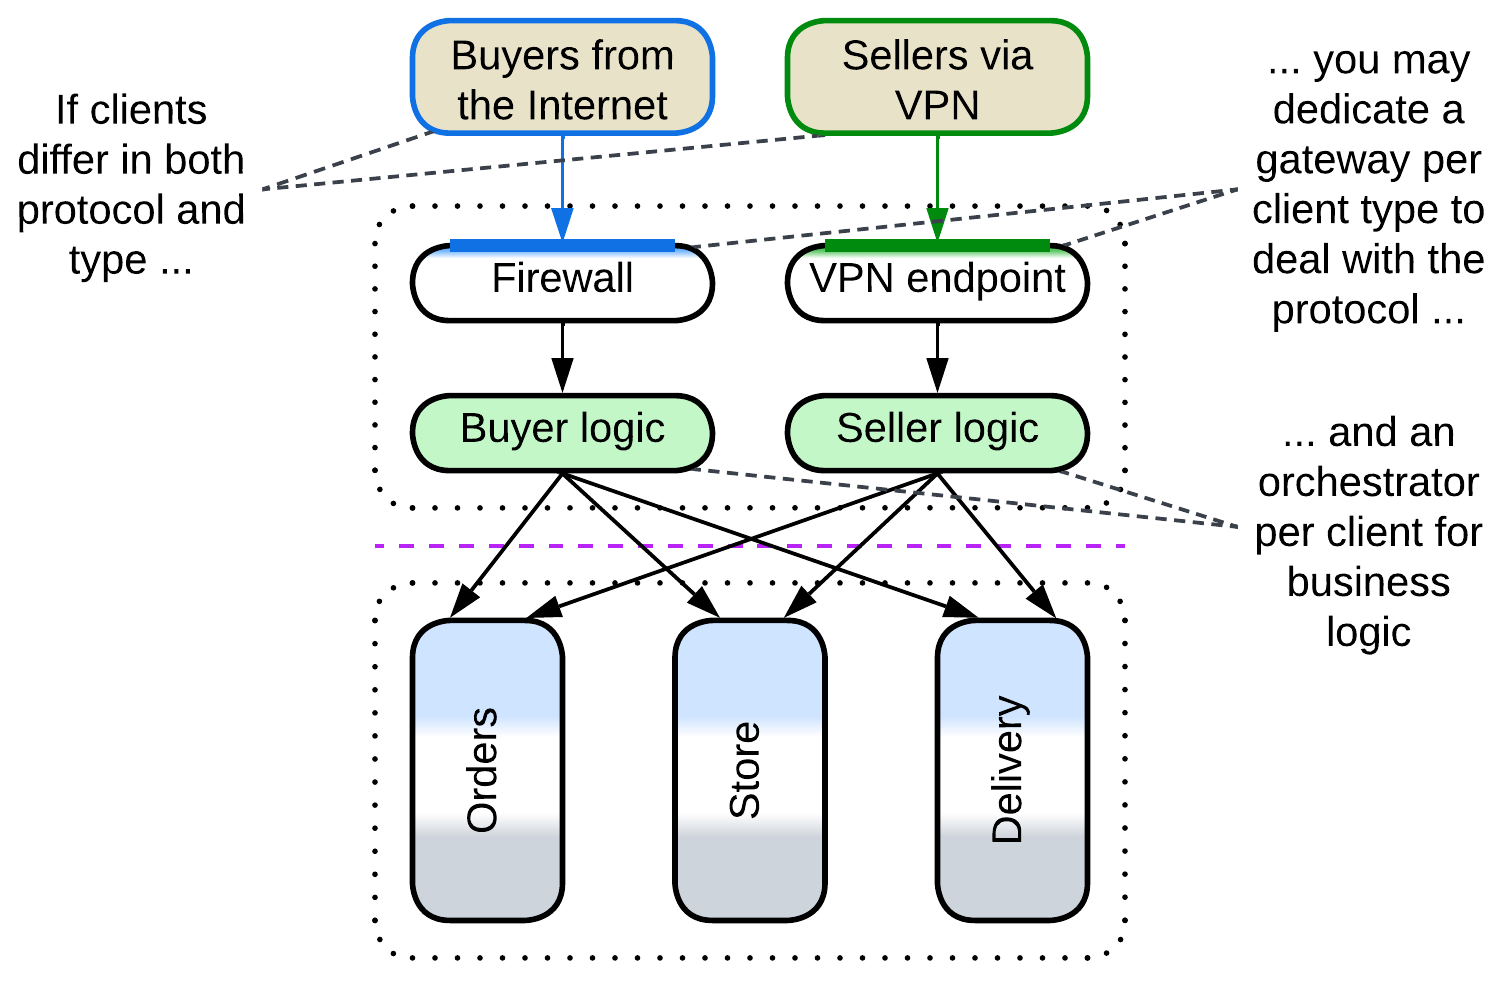 Buyers from
the Internet
Sellers via
VPN
If clients
differ in both
protocol and
type ...
... you may
dedicate a
gateway per
client type to
deal with the
protocol ...
Firewall
VPN endpoint
Buyer logic
Seller logic
... and an
orchestrator
per client for
business
logic
Orders
Store
Delivery